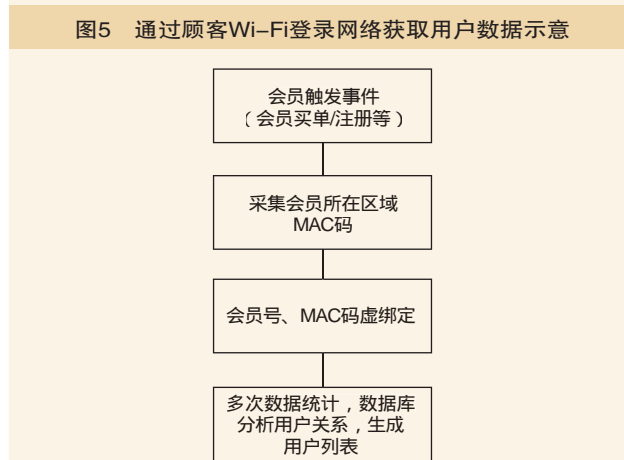 图5　通过顾客Wi–Fi登录网络获取用户数据示意
会员触发事件
（会员买单/注册等）
采集会员所在区域
MAC码
会员号、MAC码虚绑定
多次数据统计，数据库
分析用户关系，生成
用户列表